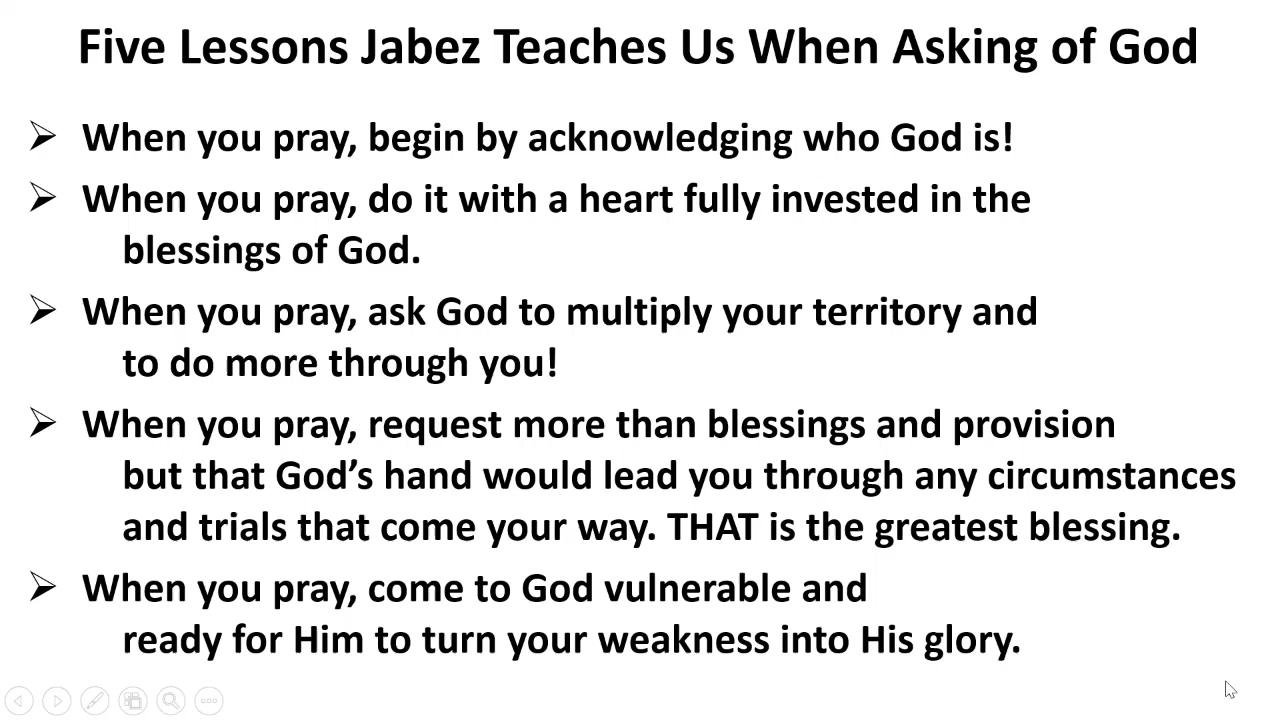 Five Lessons Jabez Teaches Us When Asking of God
➢ When you pray, begin by acknowledging who God is!
➢ When you pray, do it with a heart fully invested in the
blessings of God.
➢ When you pray, ask God to multiply your territory and
to do more through you!
➢ When you pray, request more than blessings and provision
but that God’s hand would lead you through any circumstances
and trials that come your way. THAT is the greatest blessing.
➢ When you pray, come to God vulnerable and
ready for Him to turn your weakness into His glory.